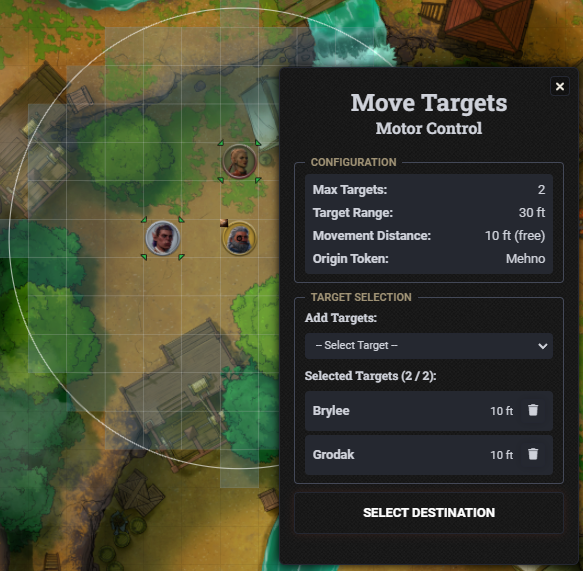 Move Targets
Motor Control
CONFIGURATION
Max Targets: 2
Target Range: 30 ft
Movement Distance: 10 ft (free)
Origin Token: Mehno
TARGET SELECTION
Add Targets:
-- Select Target --
Selected Targets (2 / 2):
Brylee 10 ft
Grodak 10 ft
SELECT DESTINATION